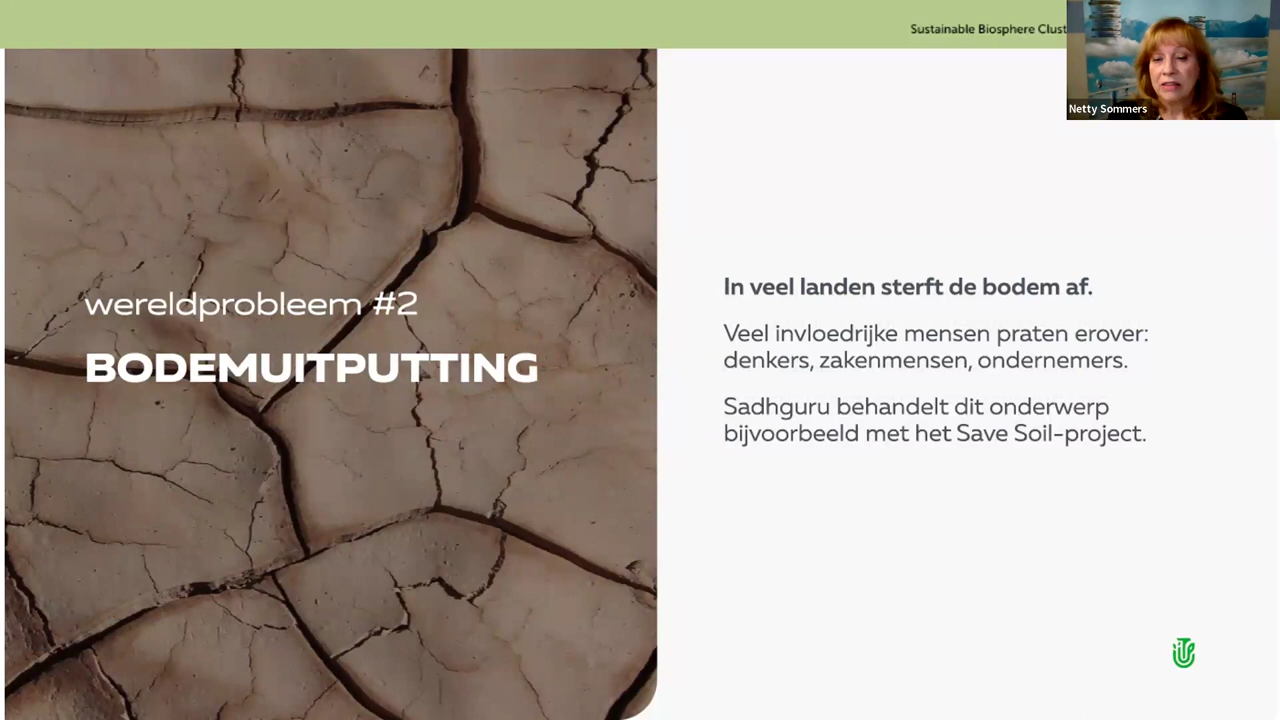 Sustainable Biosphere Clust
Netty Sommers
wereldprobleem #2
BODEMUITPUTTING
In veel landen sterft de bodem af.
Veel invloedrijke mensen praten erover:
denkers, zakenmensen, ondernemers.
Sadhguru behandelt dit onderwerp
bijvoorbeeld met het Save Soil-project.